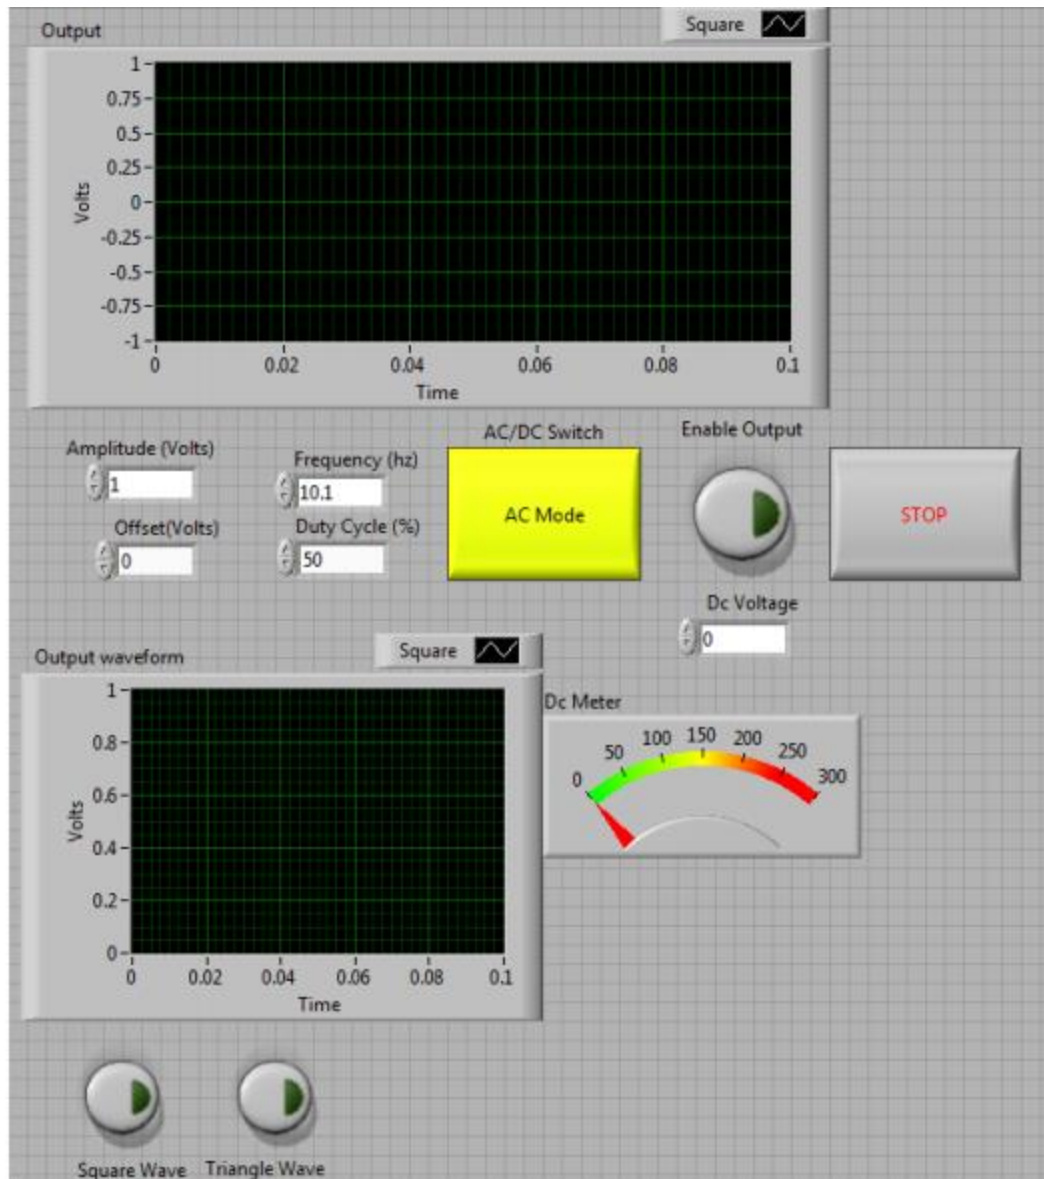 Output
Square
1
0.75
0.5
0.25
0
-0.25
-0.5
-0.75
-1
Volts
0 0.02 0.04 0.06 0.08 0.1
Time
Amplitude (Volts)
1
Frequency (hz)
10.1
Offset(Volts)
0
Duty Cycle (%)
50
AC/DC Switch
AC Mode
Enable Output
STOP
Dc Voltage
0
Output waveform
Square
1
0.8
0.6
0.4
0.2
0
Volts
0 0.02 0.04 0.06 0.08 0.1
Time
Dc Meter
0 50 100 150 200 250 300
Square Wave
Triangle Wave